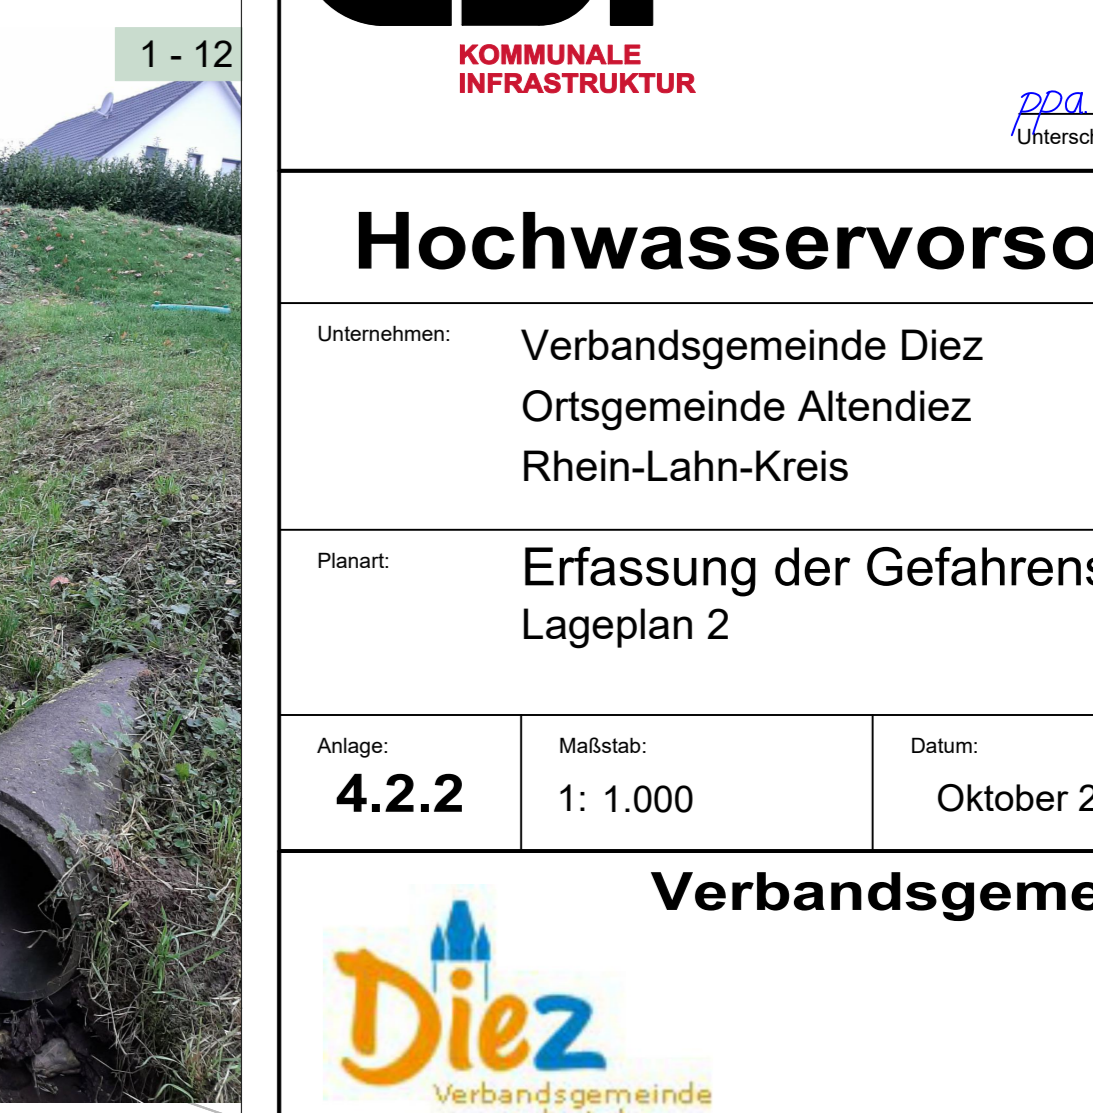 1 - 12
KOMMUNALE
INFRASTRUKTUR
ppa.
Untersch
Hochwasservorso
Unternehmen:
Verbandsgemeinde Diez
Ortsgemeinde Altendiez
Rhein-Lahn-Kreis
Planart:
Erfassung der Gefahrens
Lageplan 2
Anlage:
4.2.2
Maßstab:
1: 1.000
Datum:
Oktober 2
Verbandsgeme
Diez
Verbandsgemeinde